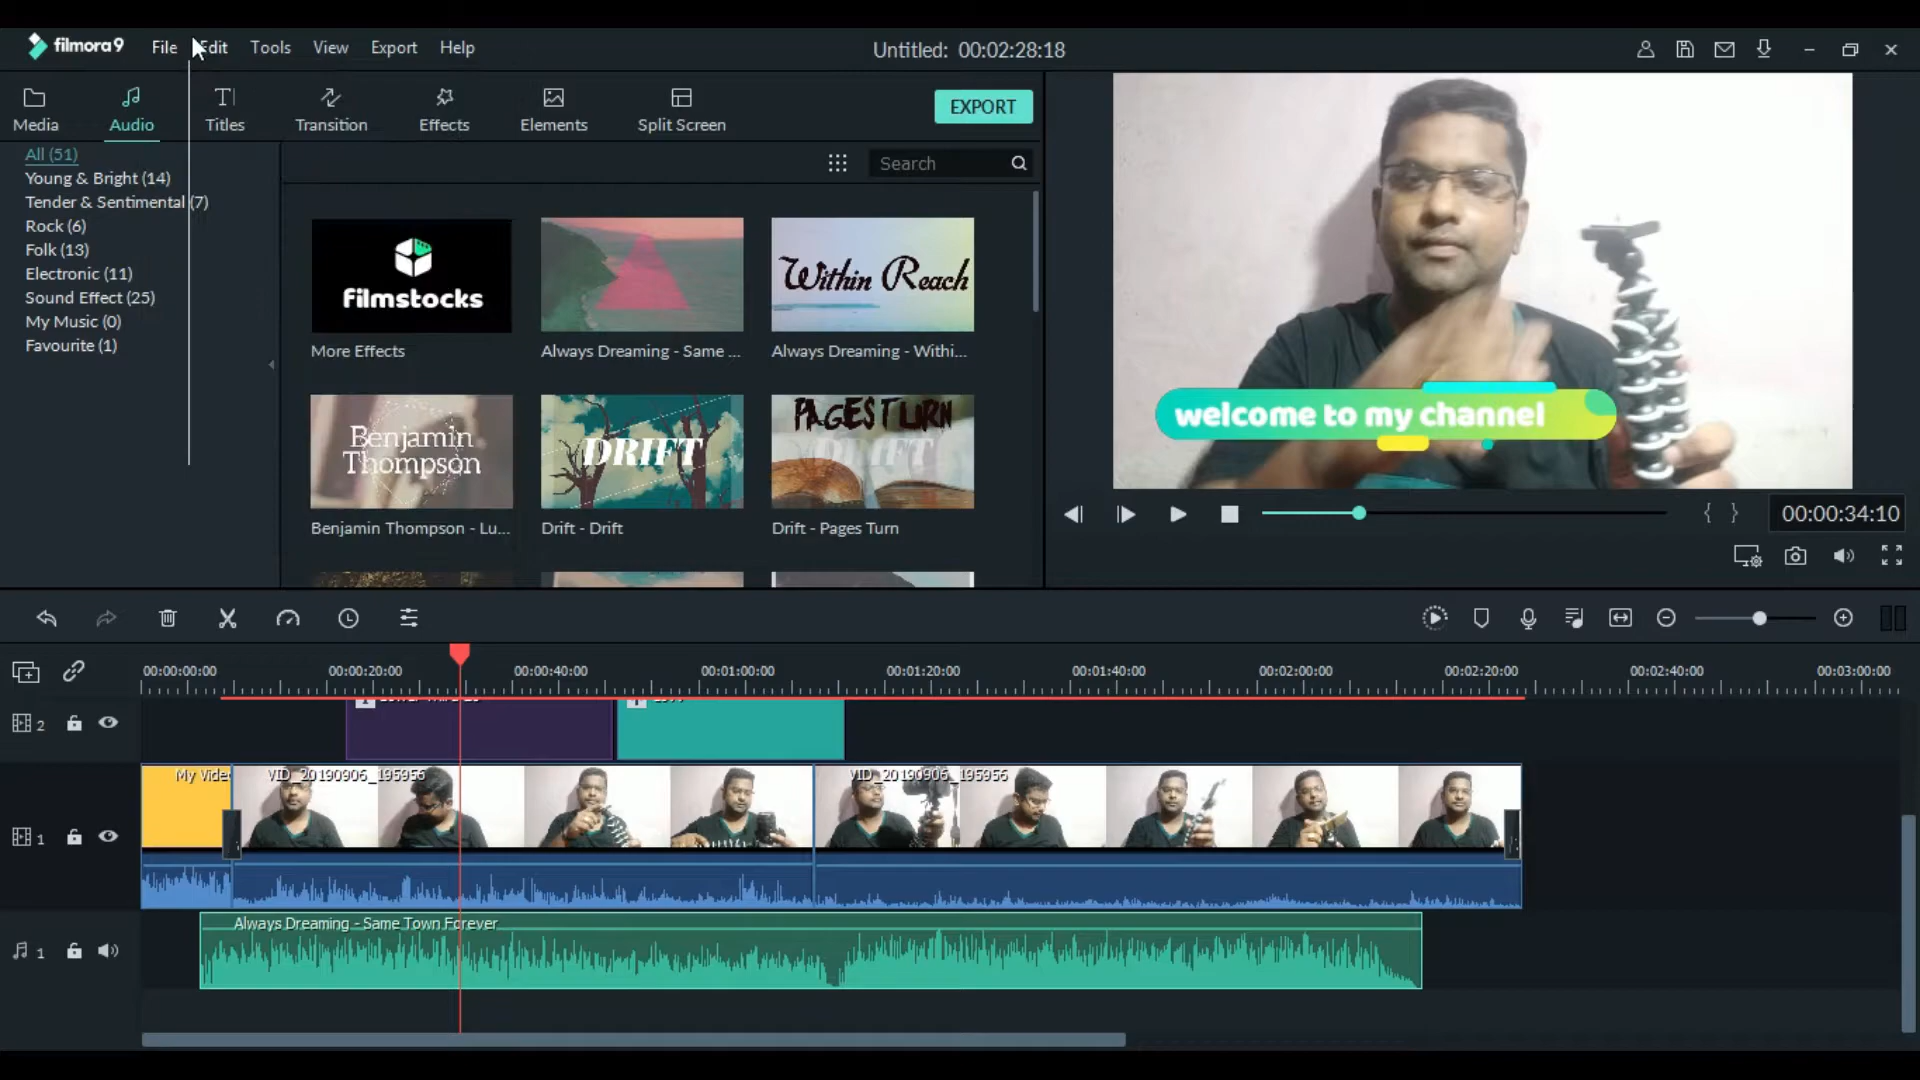 filmora9 File Edit Tools View Export Help Untitled: 00:02:28:18
Media Audio Titles Transition Effects Elements Split Screen EXPORT
All (51)
Young & Bright (14)
Tender & Sentimental (7)
Rock (6)
Folk (13)
Electronic (11)
Sound Effect (25)
My Music (0)
Favourite (1)
Search
filmstocks
Within Reach
More Effects
Always Dreaming - Same ...
Always Dreaming - Withi...
Benjamin
Thompson
DRIFT
PAGES TURN
DRIFT
Benjamin Thompson - Lu...
Drift - Drift
Drift - Pages Turn
welcome to my channel
00:00:34:10
00:00:00:00 00:00:20:00 00:00:40:00 00:01:00:00 00:01:20:00 00:01:40:00 00:02:00:00 00:02:20:00 00:02:40:00 00:03:00:00
2
My Vide
VID_20190906_195956
VID_20190906_195956
1
Always Dreaming - Same Town Forever
1